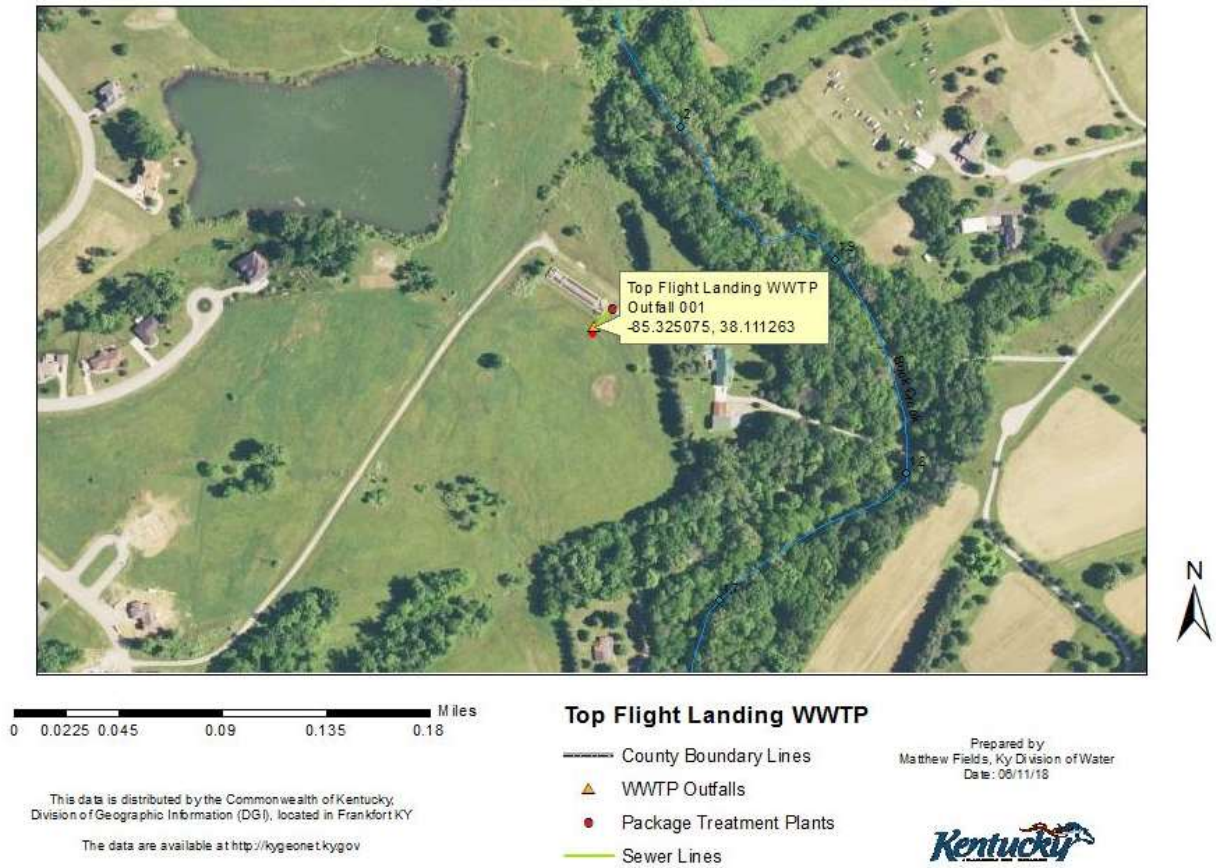 2
Top Flight Landing WWTP
Outfall 001
-85.325075, 38.111263
Miles
0 0.0225 0.045 0.09 0.135 0.18
N
Top Flight Landing WWTP
County Boundary Lines
WWTP Outfalls
Package Treatment Plants
Sewer Lines
Prepared by
Matthew Fields, Ky Division of Water
Date: 06/11/18
This data is distributed by the Commonwealth of Kentucky,
Division of Geographic Information (DGI), located in Frankfort KY
The data are available at http://kygeonet.ky.gov
Kentucky